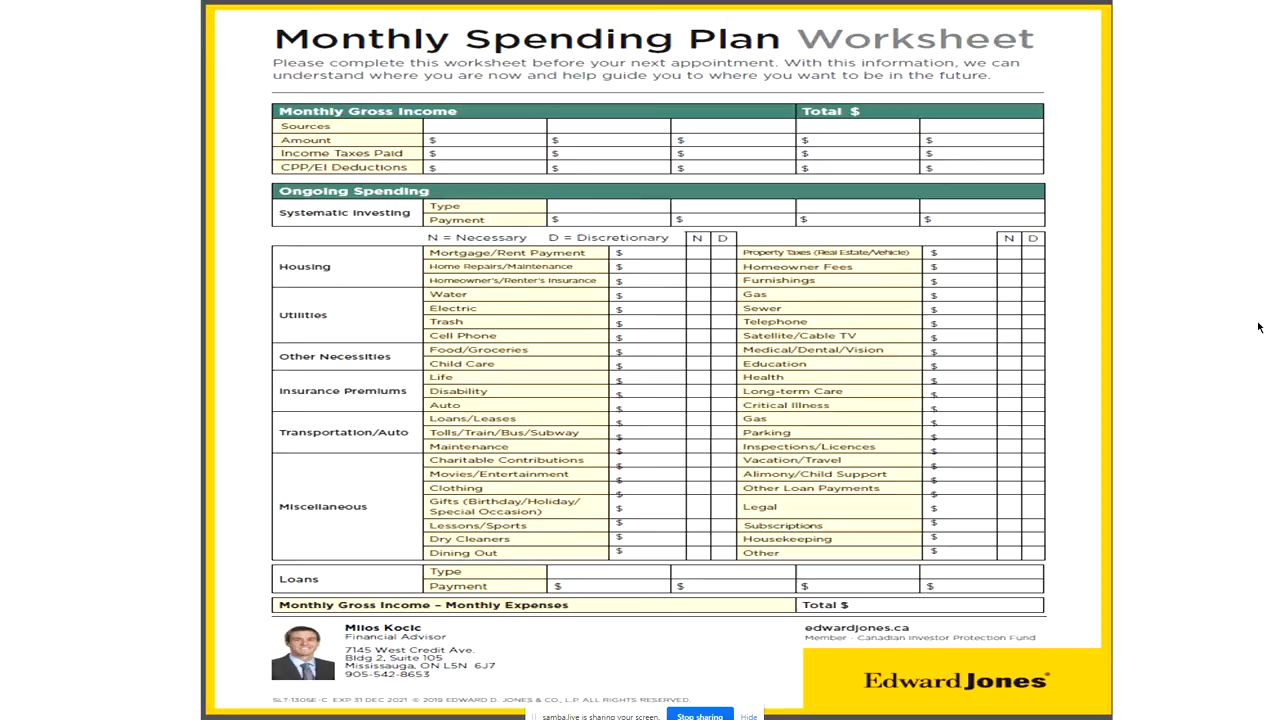 Monthly Spending Plan Worksheet
Please complete this worksheet before your next appointment. With this information, we can
understand where you are now and help guide you to where you want to be in the future.
Monthly Gross Income Total $
Sources
Amount $ $ $ $ $
Income Taxes Paid $ $ $ $ $
CPP/EI Deductions $ $ $ $ $
Ongoing Spending
Systematic Investing
Type
Payment $ $ $ $
N = Necessary D = Discretionary N D N D
Housing
Mortgage/Rent Payment $ Property Taxes (Real Estate/Vehicle) $
Home Repairs/Maintenance $ Homeowner Fees $
Homeowner's/Renter's Insurance $ Furnishings $
Utilities
Water $ Gas $
Electric $ Sewer $
Trash $ Telephone $
Cell Phone $ Satellite/Cable TV $
Other Necessities
Food/Groceries $ Medical/Dental/Vision $
Child Care $ Education $
Insurance Premiums
Life $ Health $
Disability $ Long-term Care $
Auto $ Critical Illness $
Transportation/Auto
Loans/Leases $ Gas $
Tolls/Train/Bus/Subway $ Parking $
Maintenance $ Inspections/Licences $
Miscellaneous
Charitable Contributions $ Vacation/Travel $
Movies/Entertainment $ Alimony/Child Support $
Clothing $ Other Loan Payments $
Gifts (Birthday/Holiday/
Special Occasion) $ Legal $
Lessons/Sports $ Subscriptions $
Dry Cleaners $ Housekeeping $
Dining Out $ Other $
Loans
Type
Payment $ $ $ $
Monthly Gross Income – Monthly Expenses Total $
Milos Kocic
Financial Advisor
7145 West Credit Ave.
Bldg 2, Suite 105
Mississauga, ON L5N 6J7
905-542-8653
edwardjones.ca
Member - Canadian Investor Protection Fund
Edward Jones
SLT-1305E-C EXP 31 DEC 2021 © 2019 EDWARD D. JONES & CO., L.P. ALL RIGHTS RESERVED.
samba.live is sharing your screen. Stop sharing Hide